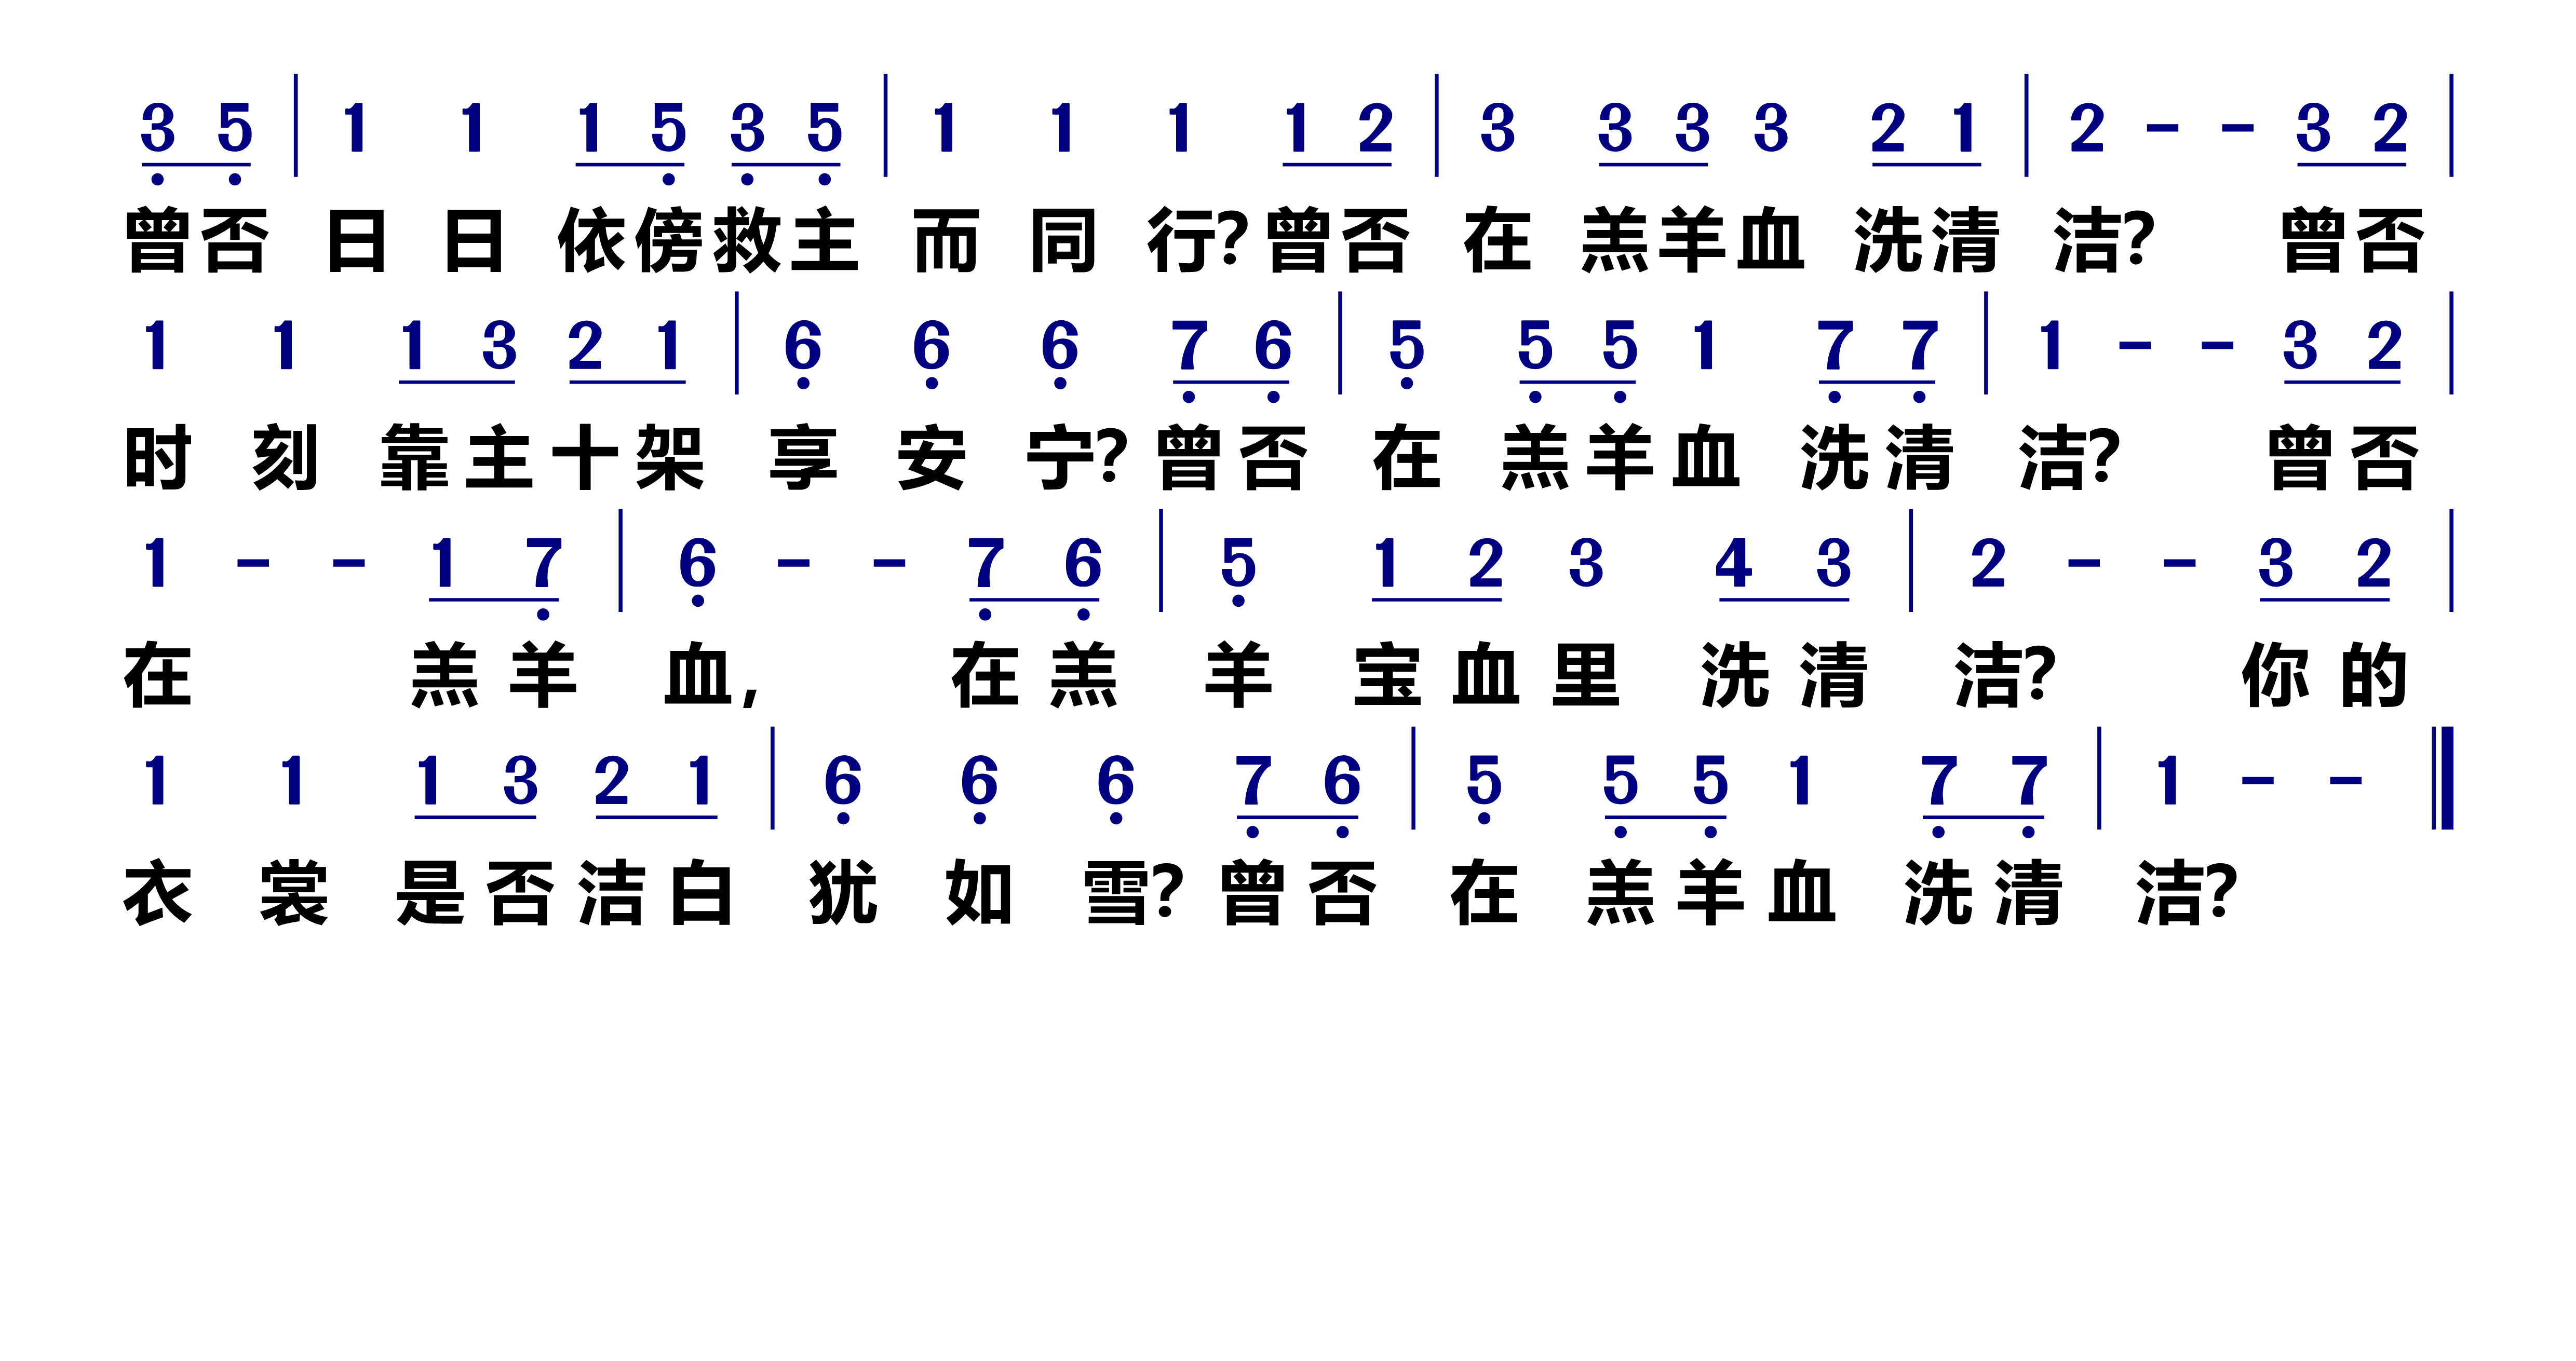 3 5 | 1 1 1 5 3 5 | 1 1 1 1 2 | 3 3 3 3 2 1 | 2 - - 3 2 |
曾否 日 日 依傍救主 而 同 行? 曾否 在 羔羊血 洗清 洁? 曾否
1 1 1 3 2 1 | 6 6 6 7 6 | 5 5 5 1 7 7 | 1 - - 3 2 |
时 刻 靠主十架 享 安 宁? 曾否 在 羔羊血 洗清 洁? 曾否
1 - - 1 7 | 6 - - 7 6 | 5 1 2 3 4 3 | 2 - - 3 2 |
在 羔羊 血, 在羔 羊 宝血里 洗清 洁? 你的
1 1 1 3 2 1 | 6 6 6 7 6 | 5 5 5 1 7 7 | 1 - - ‖
衣 裳 是否洁白 犹 如 雪? 曾否 在 羔羊血 洗清 洁?